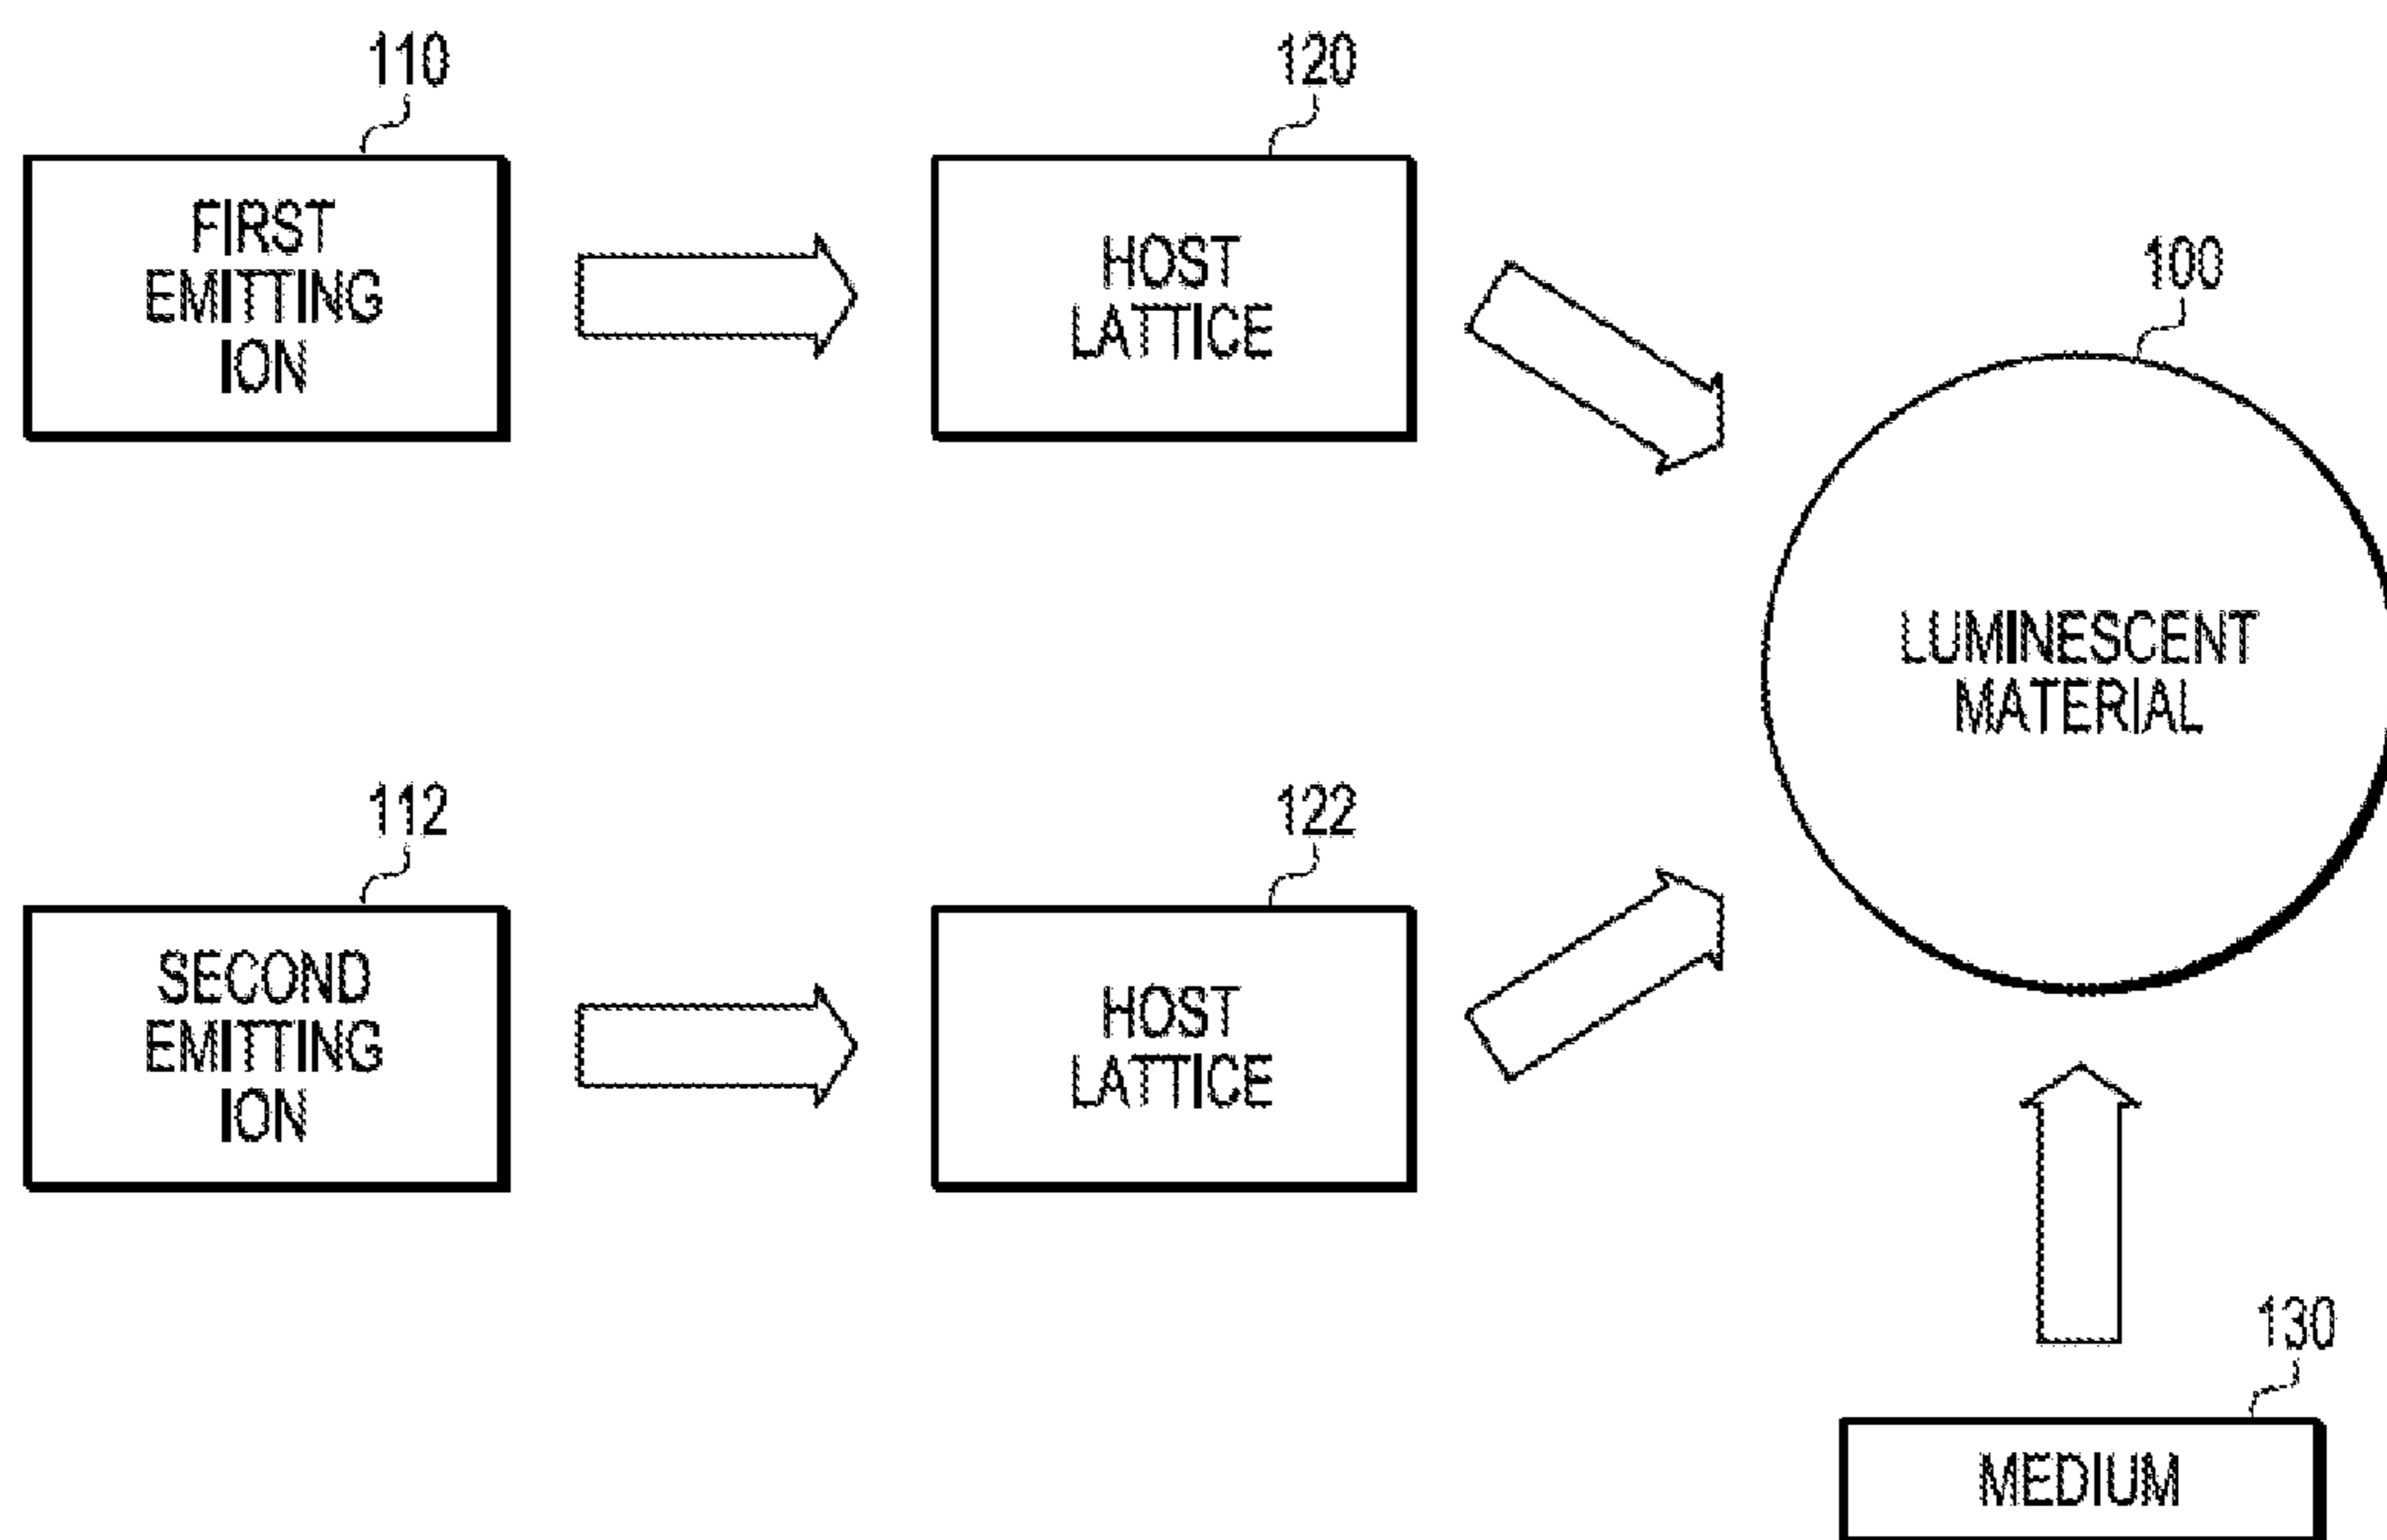 110
FIRST
EMITTING
ION
120
HOST
LATTICE
100
LUMINESCENT
MATERIAL
112
SECOND
EMITTING
ION
122
HOST
LATTICE
130
MEDIUM